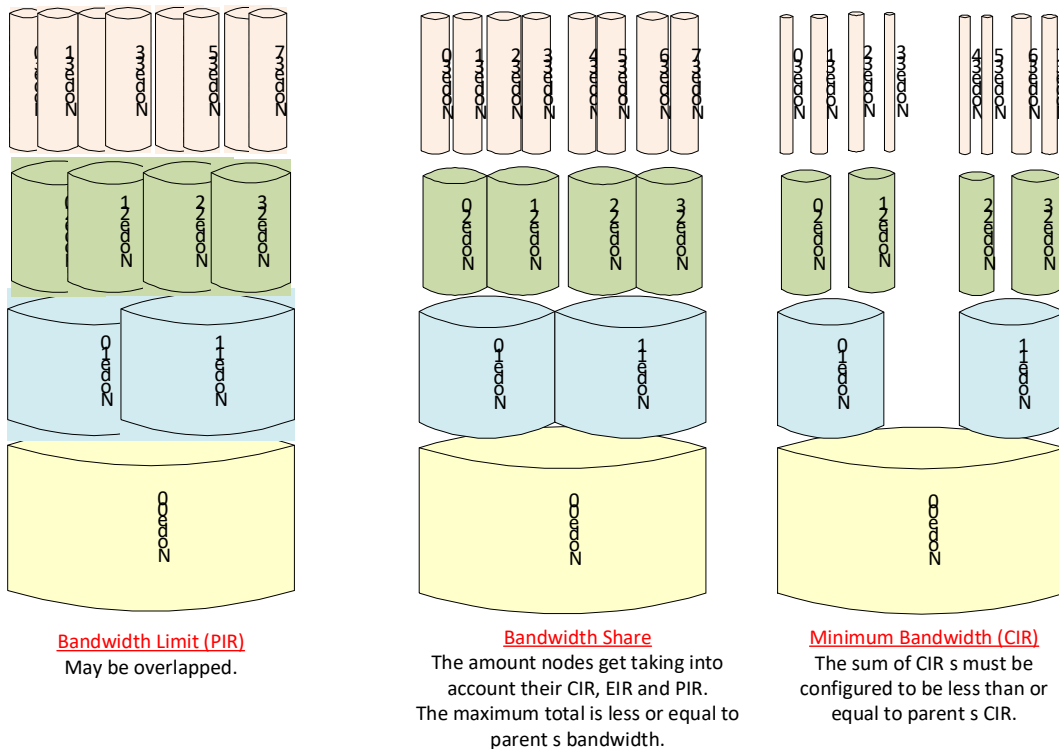 Node31
Node33
Node35
Node37
Node21
Node22
Node23
Node10
Node11
Node00
Bandwidth Limit (PIR)
May be overlapped.
Node30
Node31
Node32
Node33
Node34
Node35
Node36
Node37
Node20
Node21
Node22
Node23
Node10
Node11
Node00
Bandwidth Share
The amount nodes get taking into
account their CIR, EIR and PIR.
The maximum total is less or equal to
parent s bandwidth.
Node30
Node31
Node32
Node33
Node34
Node35
Node36
Node20
Node21
Node22
Node23
Node10
Node11
Node00
Minimum Bandwidth (CIR)
The sum of CIR s must be
configured to be less than or
equal to parent s CIR.